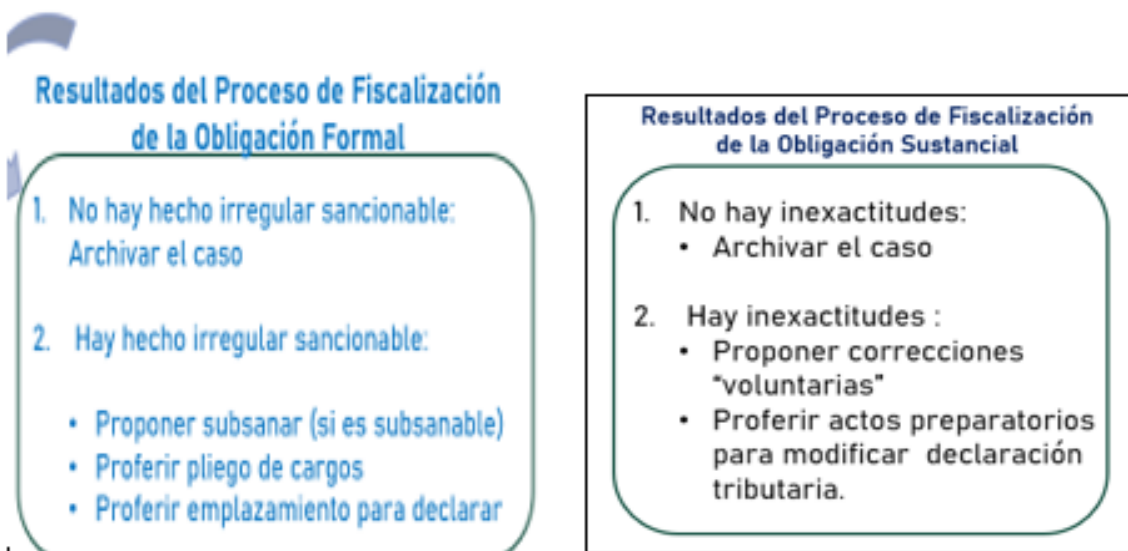 Resultados del Proceso de Fiscalización
de la Obligación Formal
1. No hay hecho irregular sancionable:
Archivar el caso
2. Hay hecho irregular sancionable:
• Proponer subsanar (si es subsanable)
• Proferir pliego de cargos
• Proferir emplazamiento para declarar
Resultados del Proceso de Fiscalización
de la Obligación Sustancial
1. No hay inexactitudes:
• Archivar el caso
2. Hay inexactitudes :
• Proponer correcciones
“voluntarias”
• Proferir actos preparatorios
para modificar declaración
tributaria.